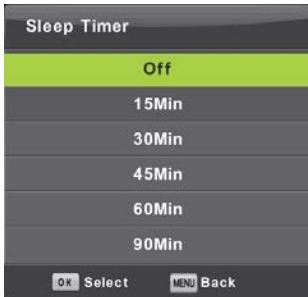 Sleep Timer
Off
15Min
30Min
45Min
60Min
90Min
OK Select MENU Back